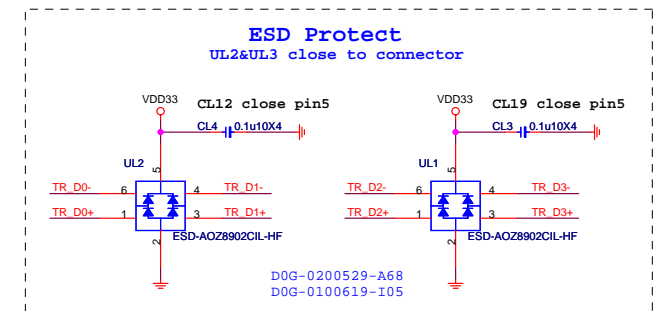 ESD Protect
UL2&UL3 close to connector
VDD33 CL12 close pin5
CL4 0.1u10X4
UL2
5
TR_D0- 6 4 TR_D1-
TR_D0+ 1 3 TR_D1+
2
ESD-AOZ8902CIL-HF
VDD33 CL19 close pin5
CL3 0.1u10X4
UL1
5
TR_D2- 6 4 TR_D3-
TR_D2+ 1 3 TR_D3+
2
ESD-AOZ8902CIL-HF
D0G-0200529-A68
D0G-0100619-I05